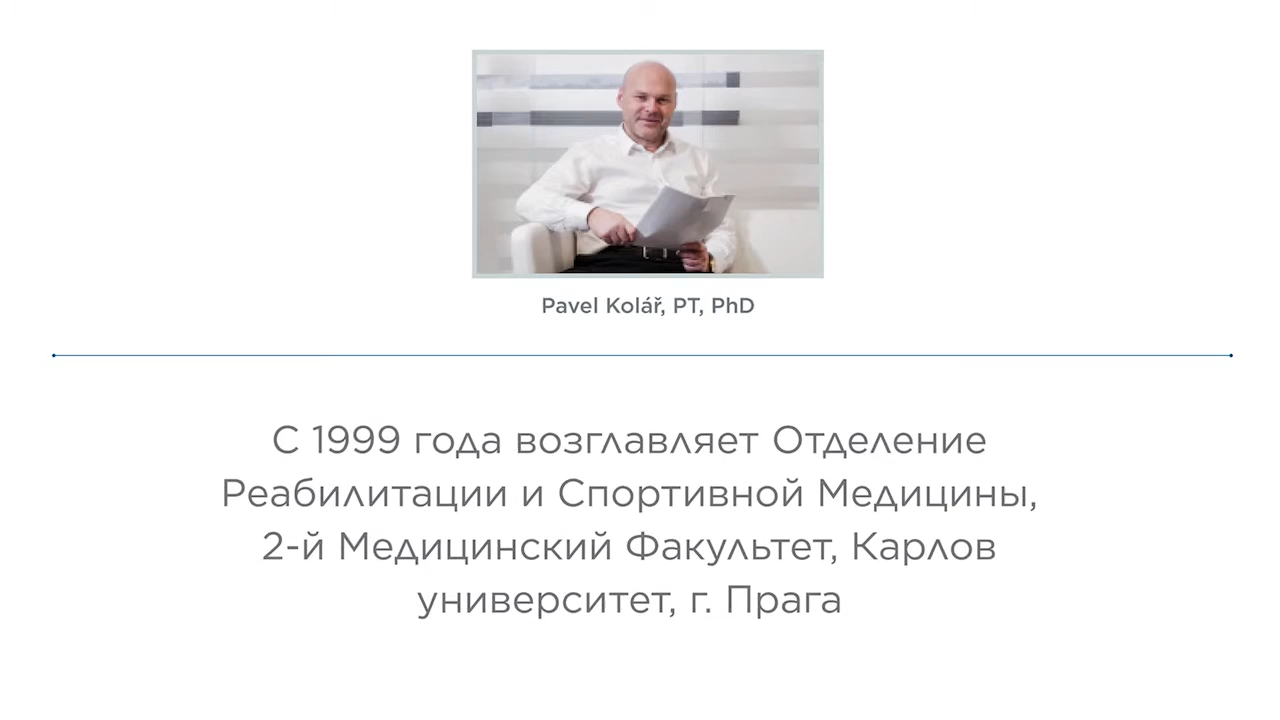 Pavel Kolář, PT, PhD
С 1999 года возглавляет Отделение
Реабилитации и Спортивной Медицины,
2-й Медицинский Факультет, Карлов
университет, г. Прага